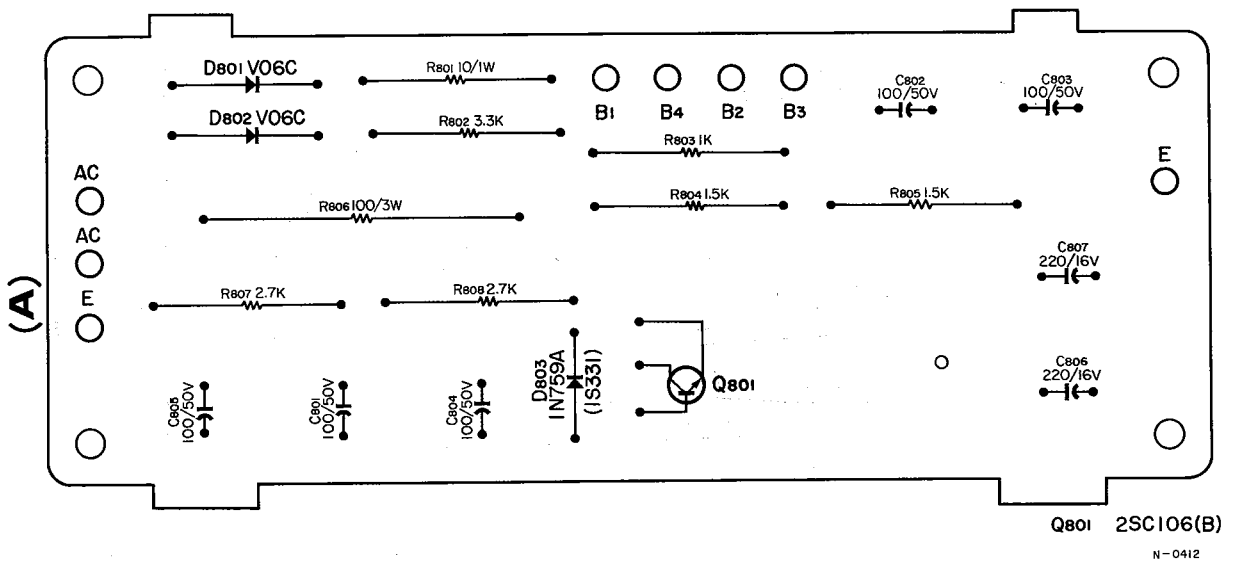 D801 V06C
R801 10/1W
C802
100/50V
C803
100/50V
D802 V06C
R802 3.3K
B1
B4
B2
B3
R803 1K
E
AC
R806 100/3W
R804 1.5K
R805 1.5K
AC
C807
220/16V
(A)
E
R807 2.7K
R808 2.7K
D803
1N759A
(1S331)
Q801
C806
220/16V
C805
100/50V
C801
100/50V
C804
100/50V
Q801 2SC106(B)
N-0412